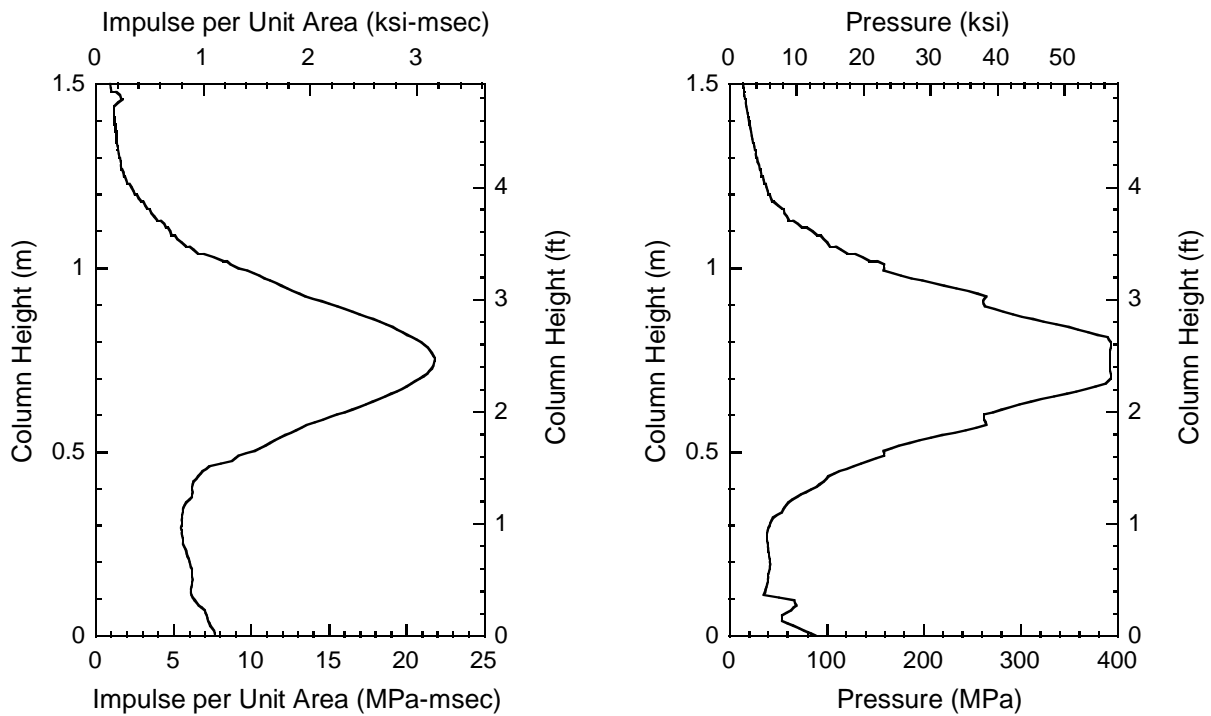 Impulse per Unit Area (ksi-msec)
0 1 2 3
1.5
1
0.5
0
Column Height (m)
4
3
2
1
0
Column Height (ft)
0 5 10 15 20 25
Impulse per Unit Area (MPa-msec)
Pressure (ksi)
0 10 20 30 40 50
1.5
1
0.5
0
Column Height (m)
4
3
2
1
0
Column Height (ft)
0 100 200 300 400
Pressure (MPa)